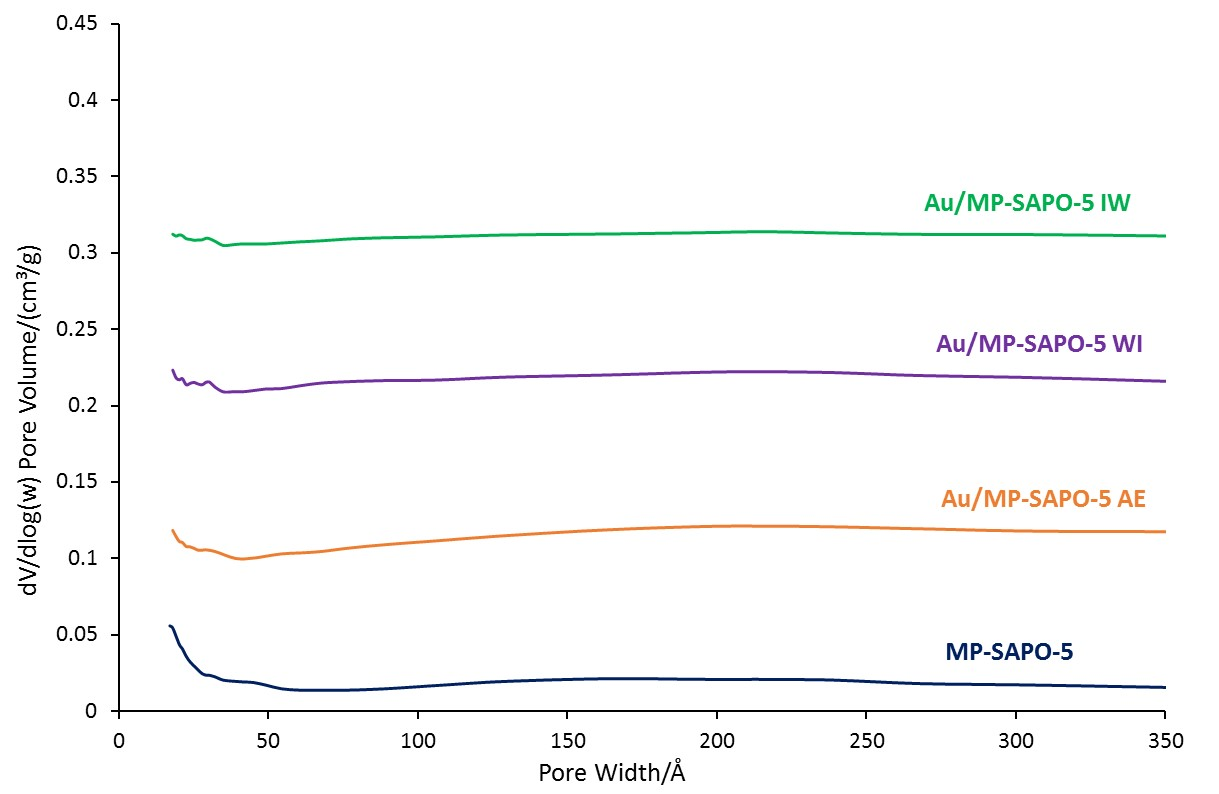 0.45
0.4
0.35
0.3
0.25
0.2
0.15
0.1
0.05
0
dV/dlog(w) Pore Volume/(cm³/g)
Au/MP-SAPO-5 IW
Au/MP-SAPO-5 WI
Au/MP-SAPO-5 AE
MP-SAPO-5
0 50 100 150 200 250 300 350
Pore Width/Å